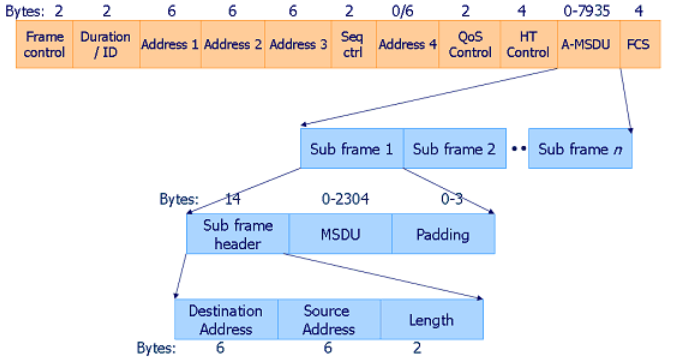 Bytes: 2 2 6 6 6 2 0/6 2 4 0-7935 4
Frame control Duration / ID Address 1 Address 2 Address 3 Seq ctrl Address 4 QoS Control HT Control A-MSDU FCS
Sub frame 1 Sub frame 2 •• Sub frame n
Bytes: 14 0-2304 0-3
Sub frame header MSDU Padding
Destination Address Source Address Length
Bytes: 6 6 2